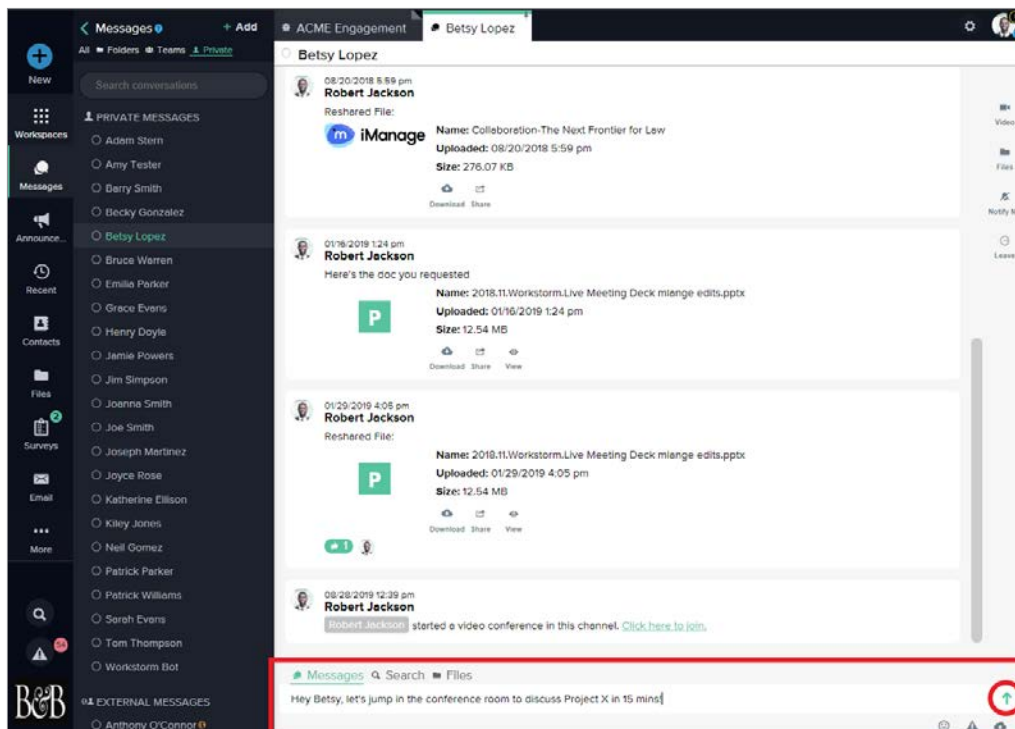 New
Workspaces
Messages
Announce...
Recent
Contacts
Files
Surveys
2
Email
More
54
B&B
Messages
+ Add
All Folders Teams Private
Search conversations
PRIVATE MESSAGES
Adam Stern
Amy Tester
Barry Smith
Becky Gonzalez
Betsy Lopez
Bruce Warren
Emilia Parker
Grace Evans
Henry Doyle
Jamie Powers
Jim Simpson
Joanna Smith
Joe Smith
Joseph Martinez
Joyce Rose
Katherine Ellison
Kiley Jones
Neil Gomez
Patrick Parker
Patrick Williams
Sarah Evans
Tom Thompson
Workstorm Bot
EXTERNAL MESSAGES
Anthony O'Connor
ACME Engagement
Betsy Lopez
Betsy Lopez
08/20/2018 5:59 pm
Robert Jackson
Reshared File:
m iManage
Name: Collaboration-The Next Frontier for Law
Uploaded: 08/20/2018 5:59 pm
Size: 276.07 KB
Download Share
01/16/2019 1:24 pm
Robert Jackson
Here's the doc you requested
P
Name: 2018.11.Workstorm.Live Meeting Deck mlange edits.pptx
Uploaded: 01/16/2019 1:24 pm
Size: 12.54 MB
Download Share View
01/29/2019 4:05 pm
Robert Jackson
Reshared File:
P
Name: 2018.11.Workstorm.Live Meeting Deck mlange edits.pptx
Uploaded: 01/29/2019 4:05 pm
Size: 12.54 MB
Download Share View
1
08/28/2019 12:39 pm
Robert Jackson
Robert Jackson started a video conference in this channel. Click here to join.
Messages Search Files
Hey Betsy, let's jump in the conference room to discuss Project X in 15 mins!
Video
Files
Notify M
Leave